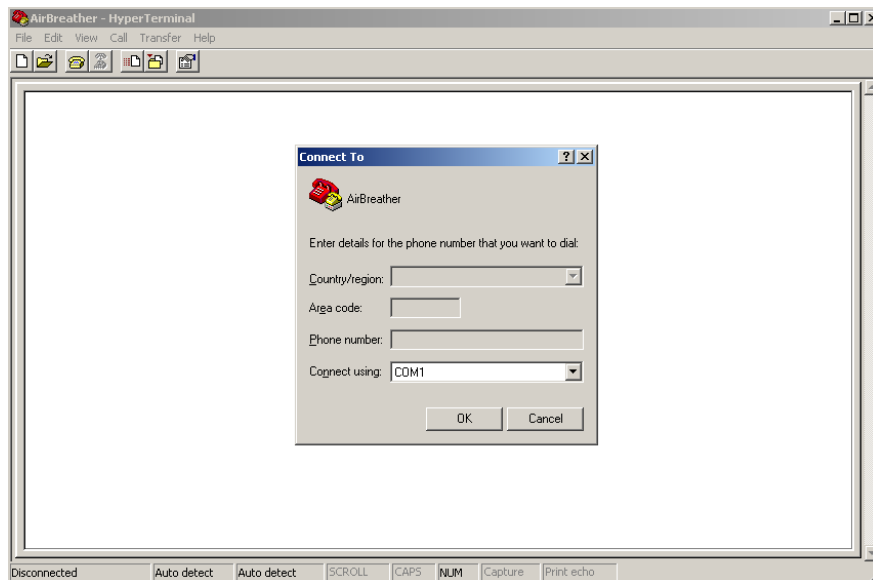 AirBreather - HyperTerminal
File Edit View Call Transfer Help
Connect To
AirBreather
Enter details for the phone number that you want to dial:
Country/region:
Area code:
Phone number:
Connect using: COM1
OK Cancel
Disconnected Auto detect Auto detect SCROLL CAPS NUM Capture Print echo